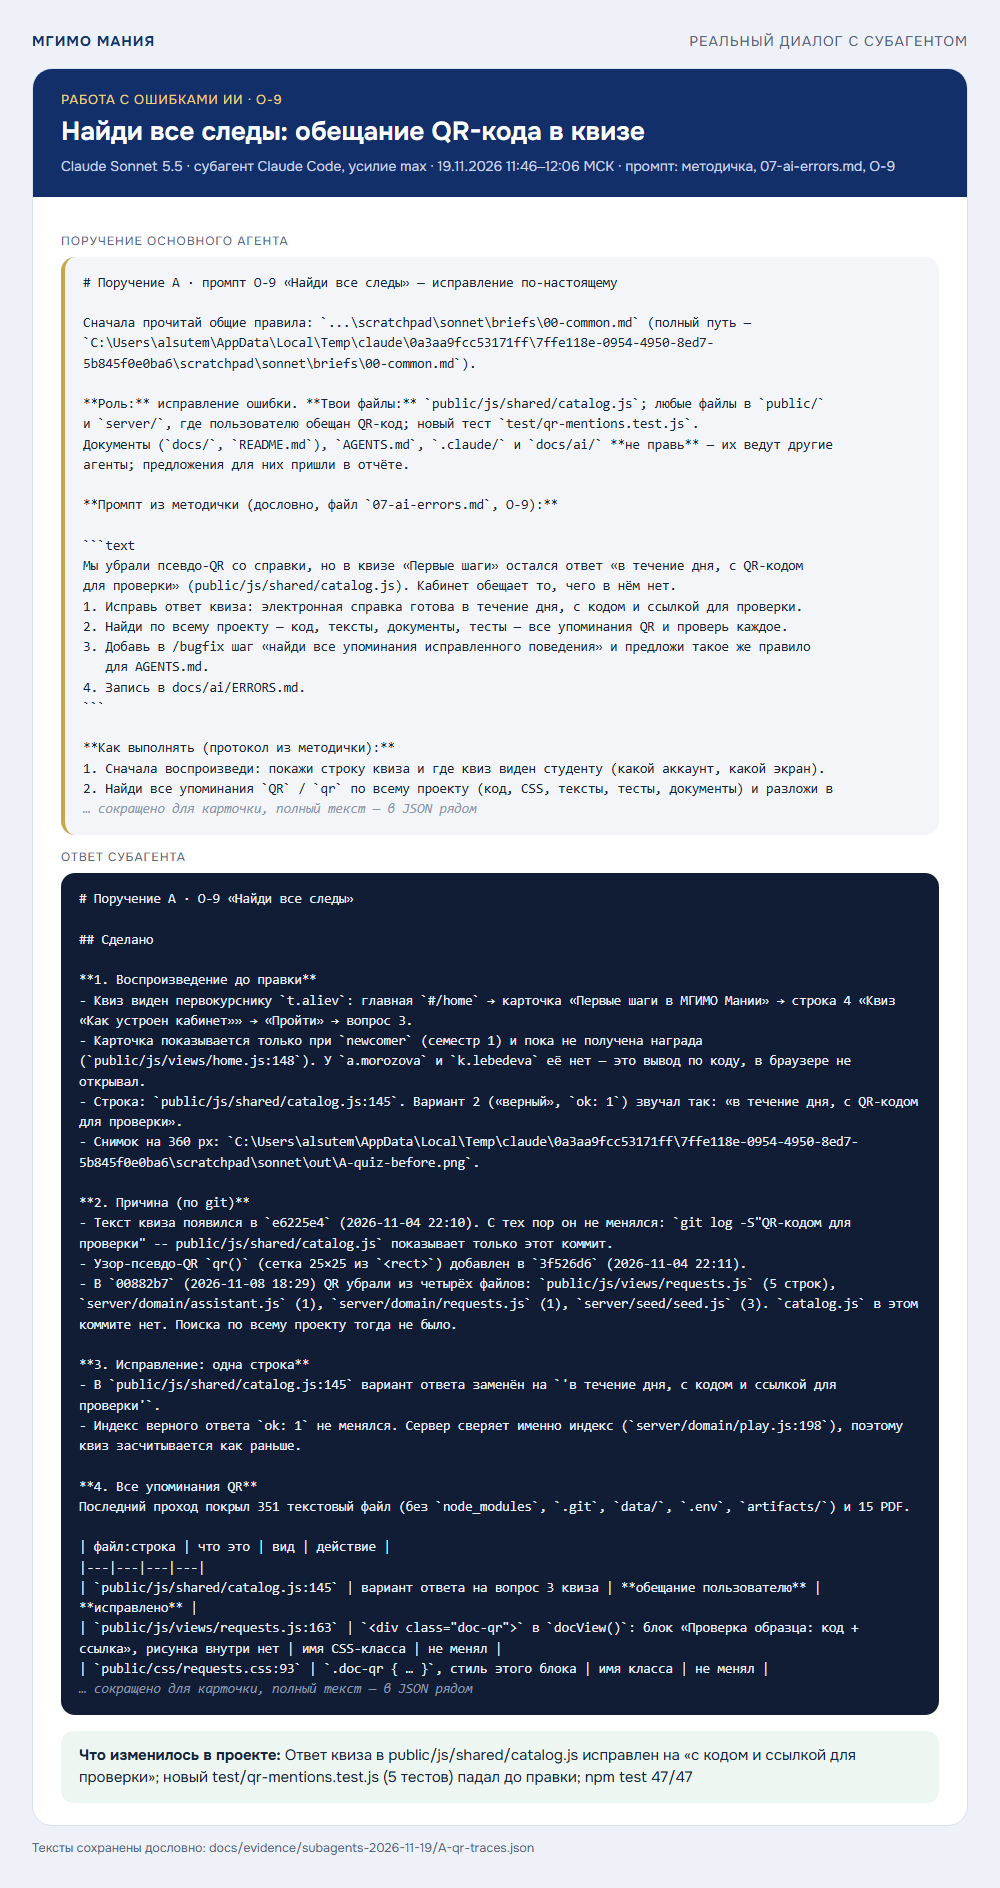 МГИМО МАНИЯ
РЕАЛЬНЫЙ ДИАЛОГ С СУБАГЕНТОМ
РАБОТА С ОШИБКАМИ ИИ · О-9
Найди все следы: обещание QR-кода в квизе
Claude Sonnet 5.5 · субагент Claude Code, усилие max · 19.11.2026 11:46–12:06 МСК · промпт: методичка, 07-ai-errors.md, О-9
ПОРУЧЕНИЕ ОСНОВНОГО АГЕНТА
# Поручение A · промпт О-9 «Найди все следы» — исправление по-настоящему
Сначала прочитай общие правила: `...\scratchpad\sonnet\briefs\00-common.md` (полный путь —
`C:\Users\alsutem\AppData\Local\Temp\claude\0a3aa9fcc53171ff\7ffe118e-0954-4950-8ed7-
5b845f0e0ba6\scratchpad\sonnet\briefs\00-common.md`).
**Роль:** исправление ошибки. **Твои файлы:** `public/js/shared/catalog.js`; любые файлы в `public/`
и `server/`, где пользователю обещан QR-код; новый тест `test/qr-mentions.test.js`.
Документы (`docs/`, `README.md`), `AGENTS.md`, `.claude/` и `docs/ai/` **не правь** — их ведут другие
агенты; предложения для них пришли в отчёте.
**Промпт из методички (дословно, файл `07-ai-errors.md`, О-9):**
```text
Мы убрали псевдо-QR со справки, но в квизе «Первые шаги» остался ответ «в течение дня, с QR-кодом
для проверки» (public/js/shared/catalog.js). Кабинет обещает то, чего в нём нет.
1. Исправь ответ квиза: электронная справка готова в течение дня, с кодом и ссылкой для проверки.
2. Найди по всему проекту — код, тексты, документы, тесты — все упоминания QR и проверь каждое.
3. Добавь в /bugfix шаг «найти все упоминания исправленного поведения» и предложи такое же правило
для AGENTS.md.
4. Запись в docs/ai/ERRORS.md.
```
**Как выполнять (протокол из методички):**
1. Сначала воспроизведи: покажи строку квиза и где квиз виден студенту (какой аккаунт, какой экран).
2. Найди все упоминания `QR` / `qr` по всему проекту (код, CSS, тексты, тесты, документы) и разложи в
… сокращено для карточки, полный текст — в JSON рядом
ОТВЕТ СУБАГЕНТА
# Поручение A · О-9 «Найди все следы»
## Сделано
**1. Воспроизведение до правки**
- Квиз виден первокурснику `t.aliev`: главная `#/home` → карточка «Первые шаги в МГИМО Мании» → строка 4 «Квиз
«Как устроен кабинет»» → «Пройти» → вопрос 3.
- Карточка показывается только при `newcomer` (семестр 1) и пока не получена награда
(`public/js/views/home.js:148`). У `a.morozova` и `k.lebedeva` её нет — это вывод по коду, в браузере не
открывал.
- Строка: `public/js/shared/catalog.js:145`. Вариант 2 («верный», `ok: 1`) звучал так: «в течение дня, с QR-кодом
для проверки».
- Снимок на 360 px: `C:\Users\alsutem\AppData\Local\Temp\claude\0a3aa9fcc53171ff\7ffe118e-0954-4950-8ed7-
5b845f0e0ba6\scratchpad\sonnet\out\A-quiz-before.png`.
**2. Причина (по git)**
- Текст квиза появился в `e6225e4` (2026-11-04 22:10). С тех пор он не менялся: `git log -S"QR-кодом для
проверки" -- public/js/shared/catalog.js` показывает только этот коммит.
- Узор-псевдо-QR `qr()` (сетка 25×25 из `<rect>`) добавлен в `3f526d6` (2026-11-04 22:11).
- В `00882b7` (2026-11-08 18:29) QR убрали из четырёх файлов: `public/js/views/requests.js` (5 строк),
`server/domain/assistant.js` (1), `server/domain/requests.js` (1), `server/seed/seed.js` (3). `catalog.js` в этом
коммите нет. Поиска по всему проекту тогда не было.
**3. Исправление: одна строка**
- В `public/js/shared/catalog.js:145` вариант ответа заменён на `'в течение дня, с кодом и ссылкой для
проверки'`.
- Индекс верного ответа `ok: 1` не менялся. Сервер сверяет именно индекс (`server/domain/play.js:198`), поэтому
квиз засчитывается как раньше.
**4. Все упоминания QR**
Последний проход покрыл 351 текстовый файл (без `node_modules`, `.git`, `data/`, `.env`, `artifacts/`) и 15 PDF.
| файл:строка | что это | вид | действие |
|---|---|---|---|
| `public/js/shared/catalog.js:145` | вариант ответа на вопрос 3 квиза | **обещание пользователю** |
**исправлено** |
| `public/js/views/requests.js:163` | `<div class="doc-qr">` в `docView()`: блок «Проверка образца: код +
ссылка», рисунка внутри нет | имя CSS-класса | не менял |
| `public/css/requests.css:93` | `.doc-qr { … }`, стиль этого блока | имя класса | не менял |
… сокращено для карточки, полный текст — в JSON рядом
Что изменилось в проекте: Ответ квиза в public/js/shared/catalog.js исправлен на «с кодом и ссылкой для
проверки»; новый test/qr-mentions.test.js (5 тестов) падал до правки; npm test 47/47
Тексты сохранены дословно: docs/evidence/subagents-2026-11-19/A-qr-traces.json